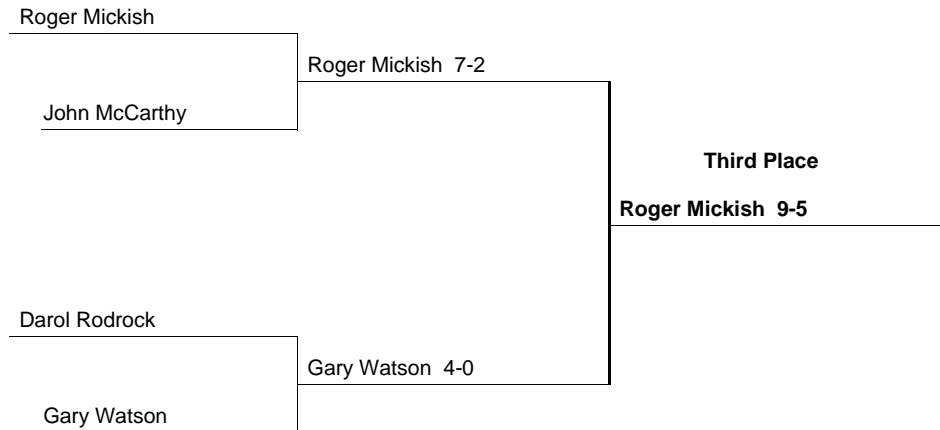 Roger Mickish
Roger Mickish 7-2
John McCarthy
Third Place
Roger Mickish 9-5
Darol Rodrock
Gary Watson 4-0
Gary Watson